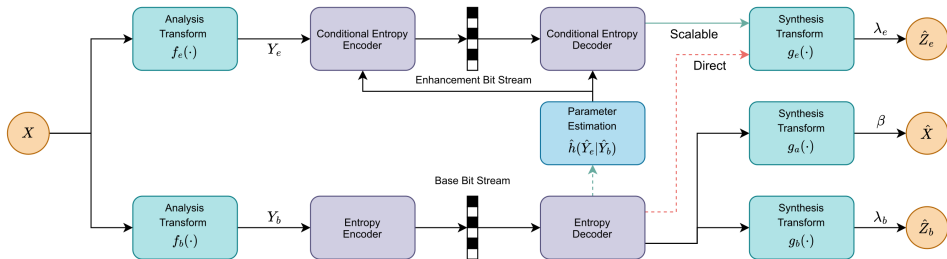 Analysis
Transform
f_e(·)
Y_e
Conditional Entropy
Encoder
Conditional Entropy
Decoder
Scalable
Synthesis
Transform
g_e(·)
λ_e
Ẑ_e
Enhancement Bit Stream
Direct
X
Parameter
Estimation
ĥ(Ŷ_e|Ŷ_b)
Synthesis
Transform
g_a(·)
β
X̂
Base Bit Stream
Analysis
Transform
f_b(·)
Y_b
Entropy
Encoder
Entropy
Decoder
Synthesis
Transform
g_b(·)
λ_b
Ẑ_b